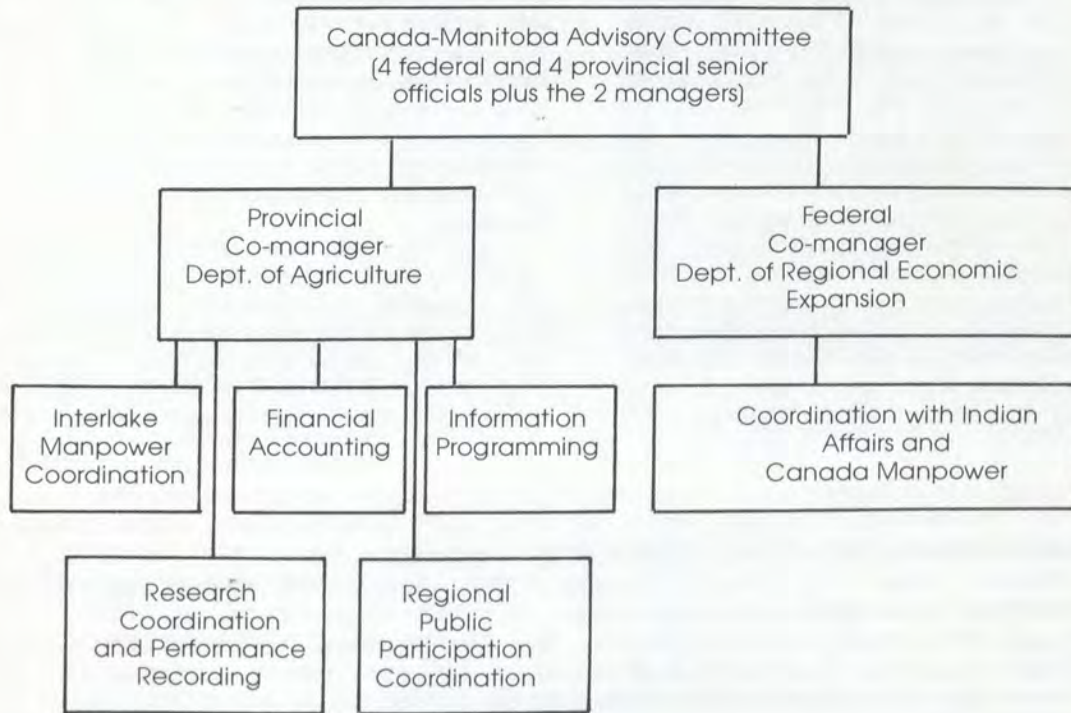 Canada-Manitoba Advisory Committee
(4 federal and 4 provincial senior
officials plus the 2 managers)
Provincial
Co-manager-
Dept. of Agriculture
Federal
Co-manager
Dept. of Regional Economic
Expansion
Interlake
Manpower
Coordination
Financial
Accounting
Information
Programming
Coordination with Indian
Affairs and
Canada Manpower
Research
Coordination
and Performance
Recording
Regional
Public
Participation
Coordination